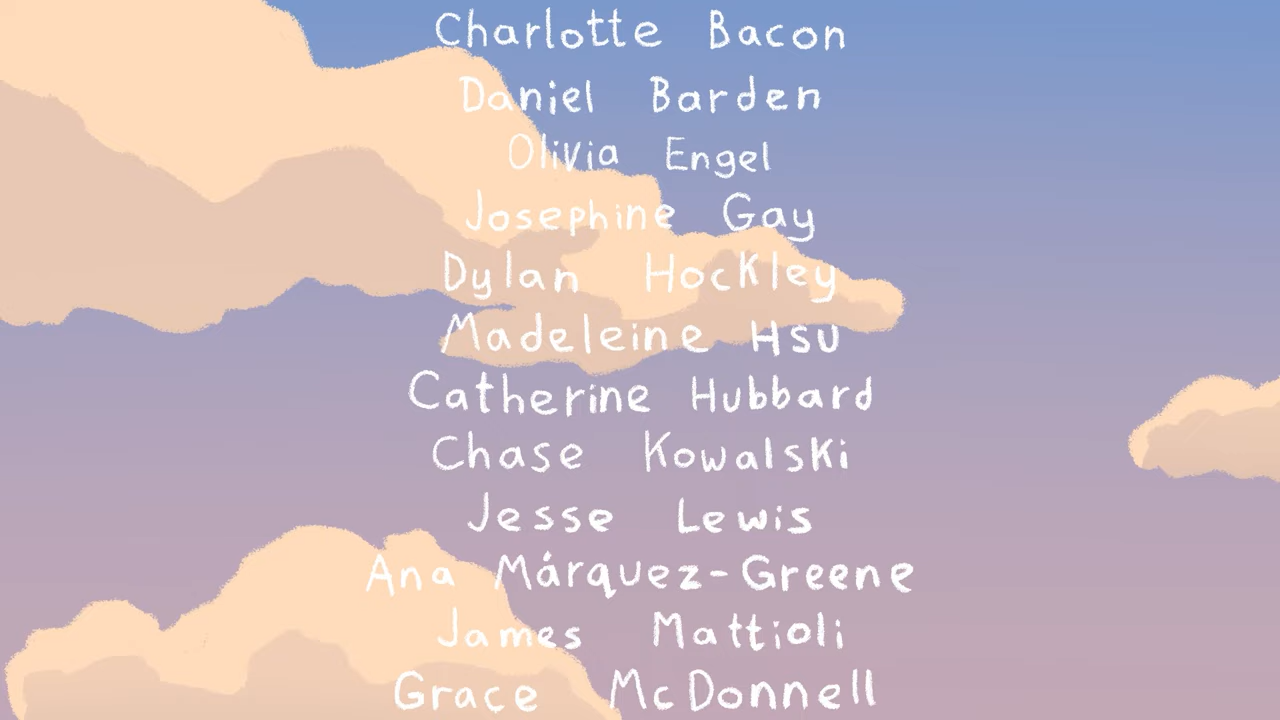 Charlotte Bacon
Daniel Barden
Olivia Engel
Josephine Gay
Dylan Hockley
Madeleine Hsu
Catherine Hubbard
Chase Kowalski
Jesse Lewis
Ana Márquez-Greene
James Mattioli
Grace McDonnell